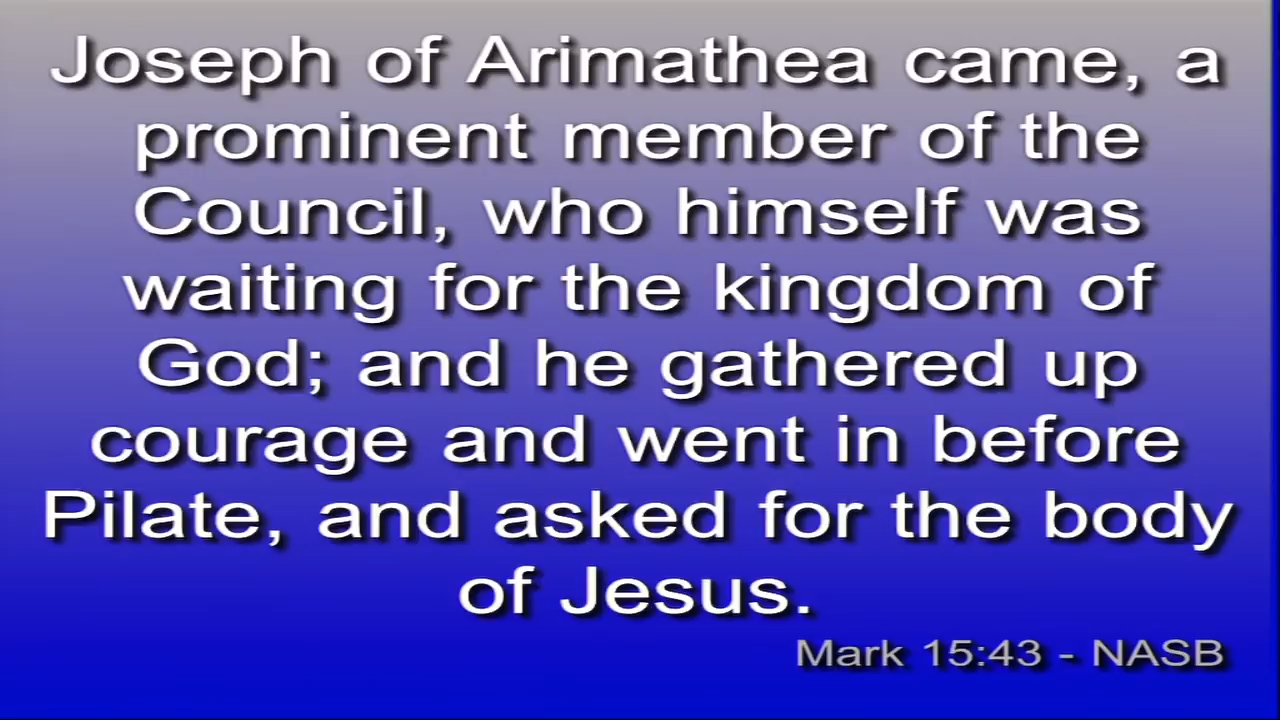 Joseph of Arimathea came, a
prominent member of the
Council, who himself was
waiting for the kingdom of
God; and he gathered up
courage and went in before
Pilate, and asked for the body
of Jesus.
Mark 15:43 - NASB